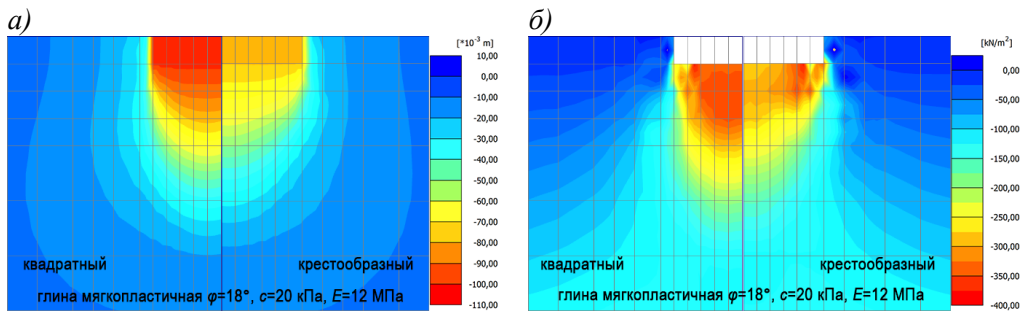 а)
[*10⁻³ m]
10,00
0,00
-10,00
-20,00
-30,00
-40,00
-50,00
-60,00
-70,00
-80,00
-90,00
-100,00
-110,00
квадратный
крестообразный
глина мягкопластичная φ=18°, c=20 кПа, E=12 МПа
б)
[kN/m²]
0,00
-50,00
-100,00
-150,00
-200,00
-250,00
-300,00
-350,00
-400,00
квадратный
крестообразный
глина мягкопластичная φ=18°, c=20 кПа, E=12 МПа